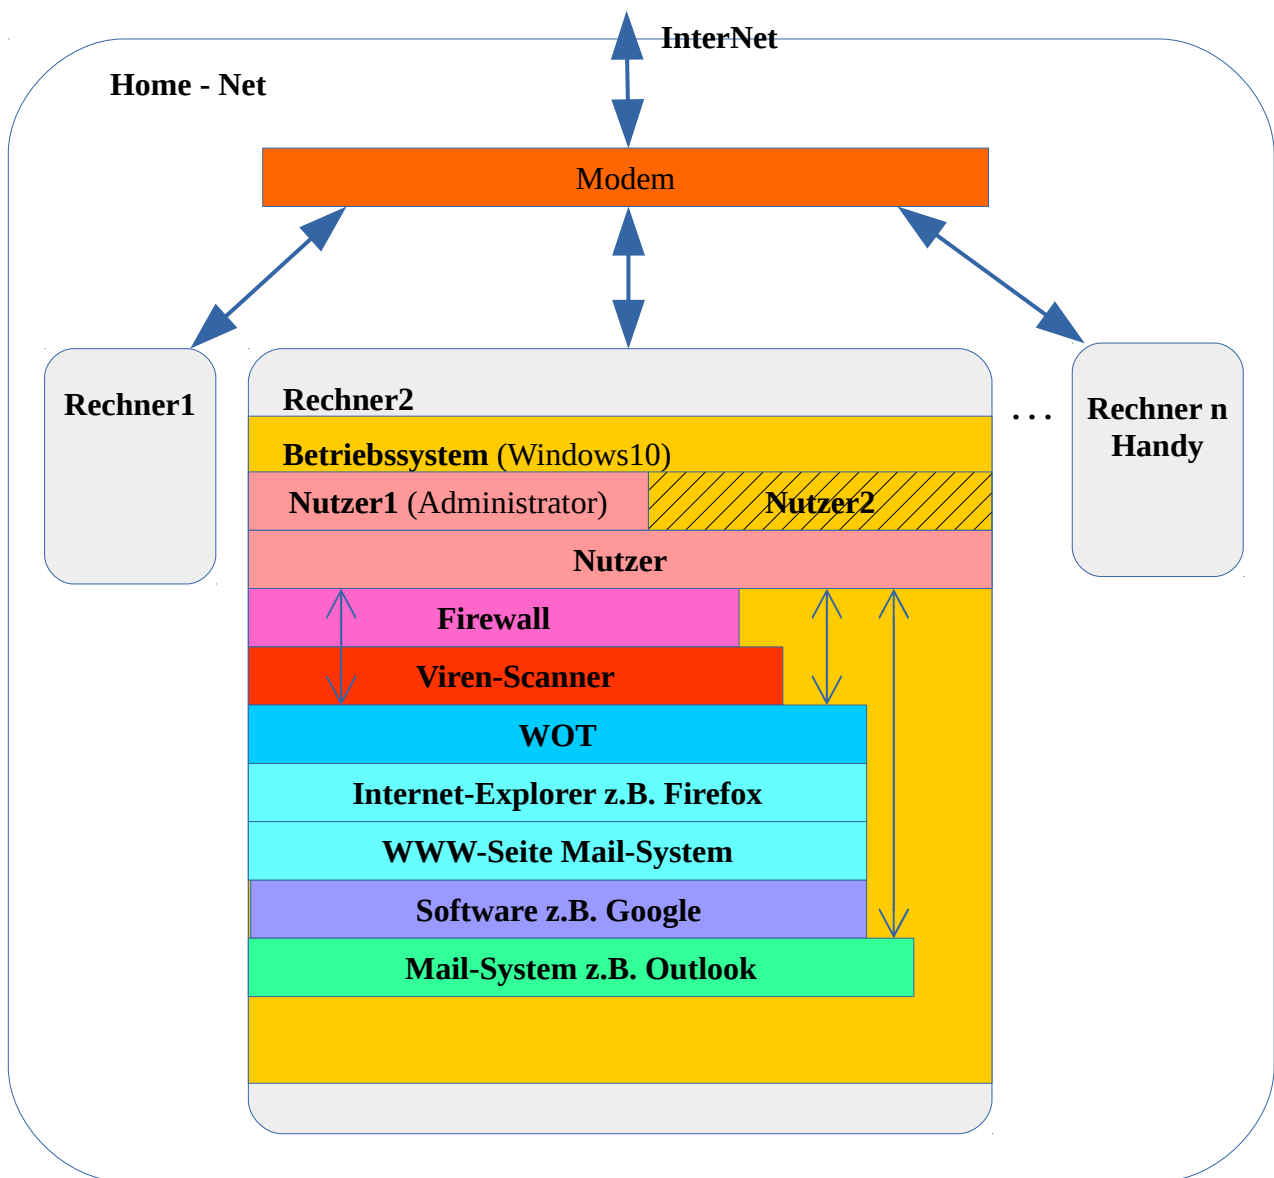 InterNet
Home - Net
Modem
Rechner1
Rechner2
. . .
Rechner n
Handy
Betriebssystem (Windows10)
Nutzer1 (Administrator)
Nutzer2
Nutzer
Firewall
Viren-Scanner
WOT
Internet-Explorer z.B. Firefox
WWW-Seite Mail-System
Software z.B. Google
Mail-System z.B. Outlook